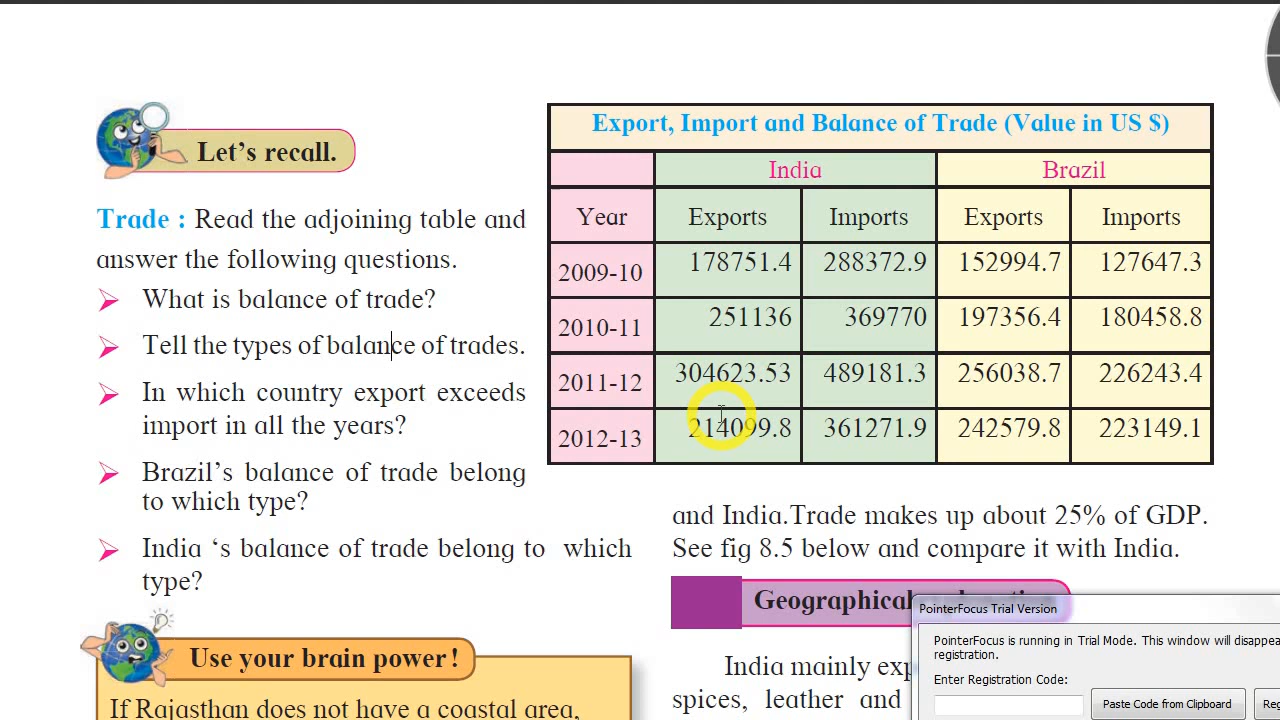 Let's recall.
Trade : Read the adjoining table and
answer the following questions.
What is balance of trade?
Tell the types of balance of trades.
In which country export exceeds
import in all the years?
Brazil's balance of trade belong
to which type?
India ‘s balance of trade belong to which
type?
Use your brain power !
If Rajasthan does not have a coastal area,
Export, Import and Balance of Trade (Value in US $)
India Brazil
Year Exports Imports Exports Imports
2009-10 178751.4 288372.9 152994.7 127647.3
2010-11 251136 369770 197356.4 180458.8
2011-12 304623.53 489181.3 256038.7 226243.4
2012-13 214099.8 361271.9 242579.8 223149.1
and India.Trade makes up about 25% of GDP.
See fig 8.5 below and compare it with India.
Geographical
India mainly
spices, leather and
PointerFocus Trial Version
PointerFocus is running in Trial Mode. This window will
registration.
Enter Registration Code:
Paste Code from Clipboard